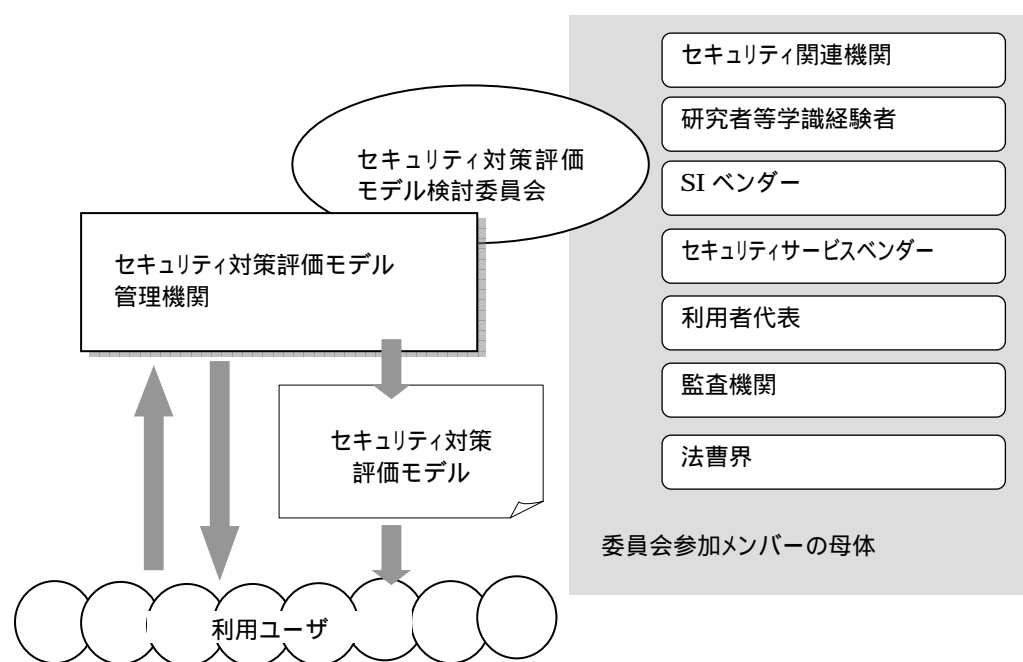 セキュリティ関連機関
研究者等学識経験者
SI ベンダー
セキュリティサービスベンダー
利用者代表
監査機関
法曹界
委員会参加メンバーの母体
セキュリティ対策評価
モデル検討委員会
セキュリティ対策評価モデル
管理機関
セキュリティ対策
評価モデル
利用ユーザ